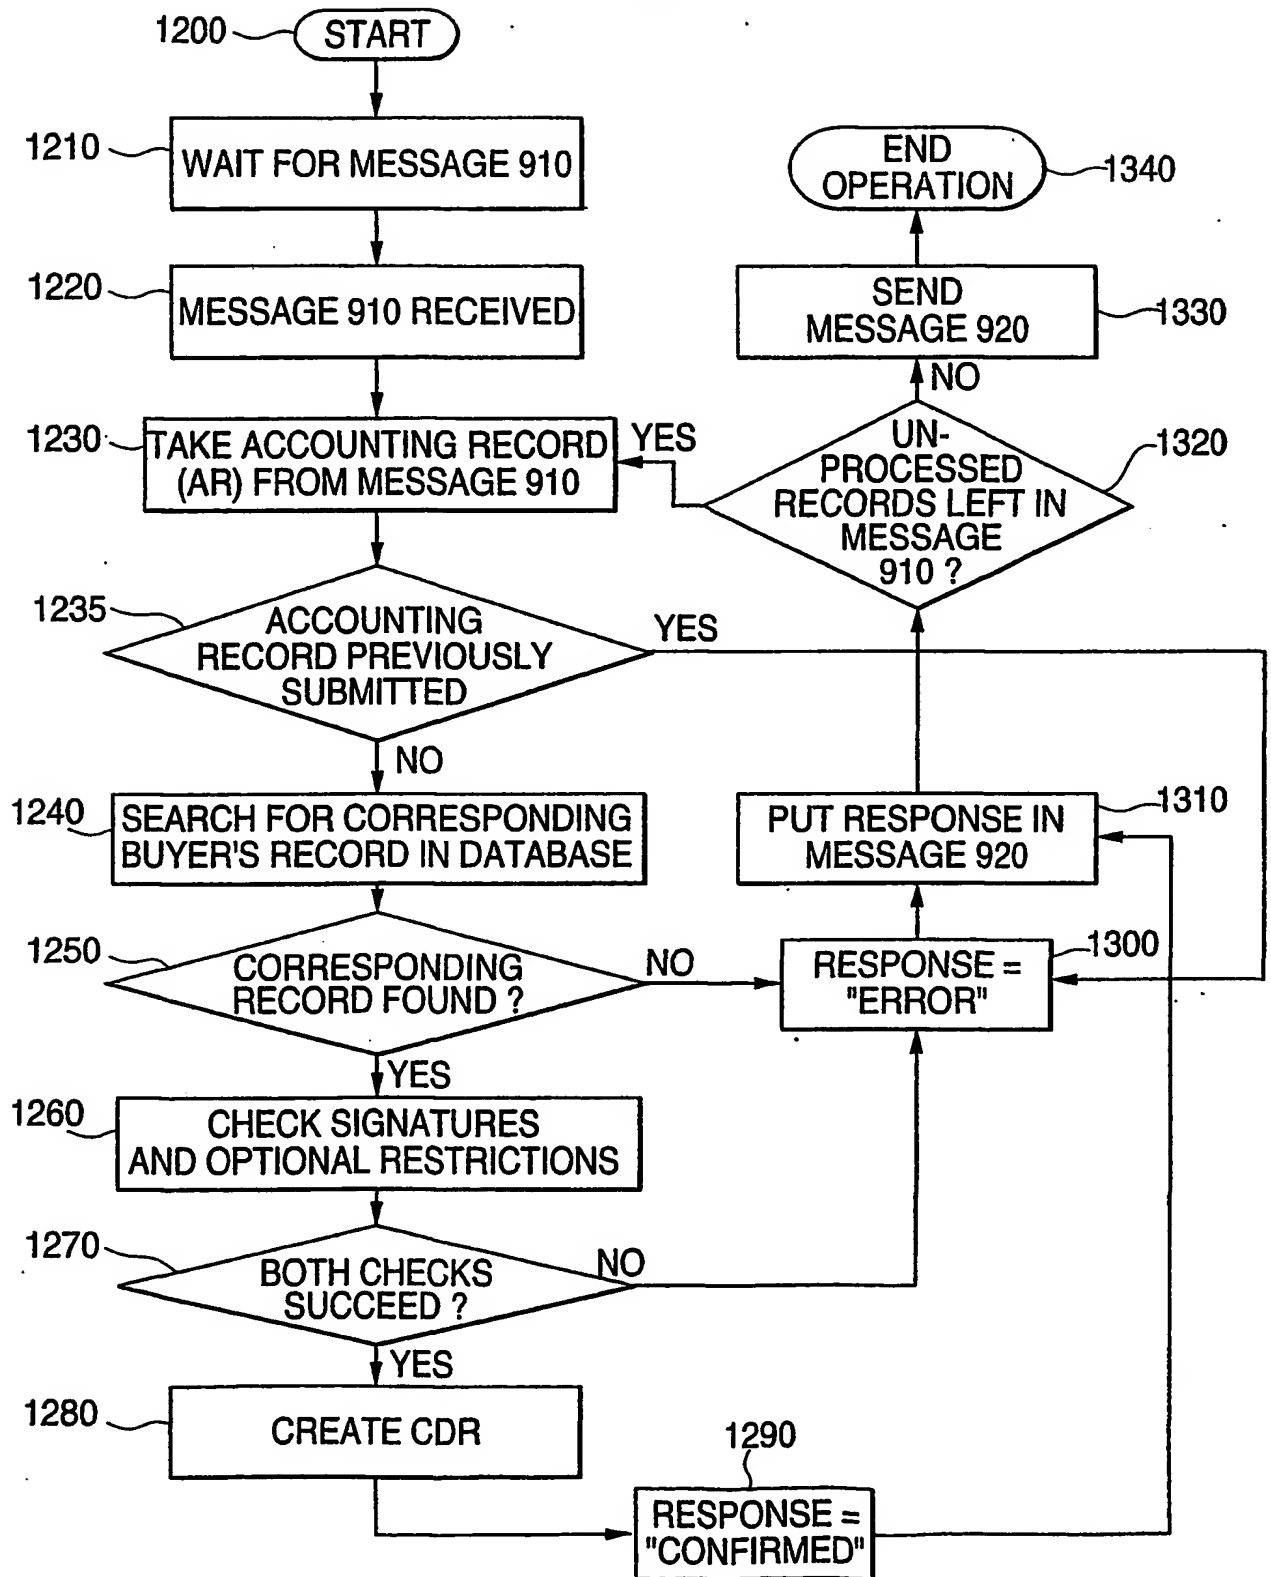 1200
START
1210
WAIT FOR MESSAGE 910
1220
MESSAGE 910 RECEIVED
1230
TAKE ACCOUNTING RECORD
(AR) FROM MESSAGE 910
1235
ACCOUNTING
RECORD PREVIOUSLY
SUBMITTED
YES
NO
1240
SEARCH FOR CORRESPONDING
BUYER'S RECORD IN DATABASE
1250
CORRESPONDING
RECORD FOUND ?
NO
YES
1260
CHECK SIGNATURES
AND OPTIONAL RESTRICTIONS
1270
BOTH CHECKS
SUCCEED ?
NO
YES
1280
CREATE CDR
1290
RESPONSE =
"CONFIRMED"
1300
RESPONSE =
"ERROR"
1310
PUT RESPONSE IN
MESSAGE 920
1320
UN-
PROCESSED
RECORDS LEFT IN
MESSAGE
910 ?
YES
NO
1330
SEND
MESSAGE 920
1340
END
OPERATION